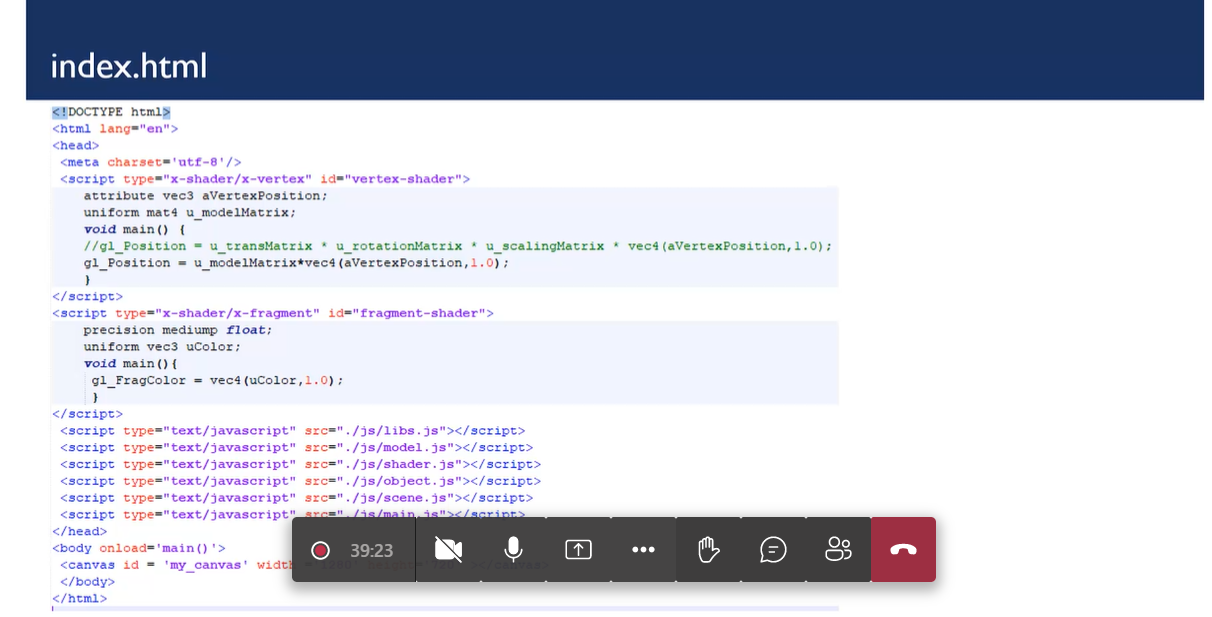 index.html
<!DOCTYPE html>
<html lang="en">
<head>
<meta charset='utf-8'/>
<script type="x-shader/x-vertex" id="vertex-shader">
attribute vec3 aVertexPosition;
uniform mat4 u_modelMatrix;
void main() {
//gl_Position = u_transMatrix * u_rotationMatrix * u_scalingMatrix * vec4(aVertexPosition,1.0);
gl_Position = u_modelMatrix*vec4(aVertexPosition,1.0);
}
</script>
<script type="x-shader/x-fragment" id="fragment-shader">
precision mediump float;
uniform vec3 uColor;
void main(){
gl_FragColor = vec4(uColor,1.0);
}
</script>
<script type="text/javascript" src="./js/libs.js"></script>
<script type="text/javascript" src="./js/model.js"></script>
<script type="text/javascript" src="./js/shader.js"></script>
<script type="text/javascript" src="./js/object.js"></script>
<script type="text/javascript" src="./js/scene.js"></script>
<script type="text/javascript" src="./js/main.js"></script>
</head>
<body onload='main()'>
<canvas id = 'my_canvas' width
</body>
</html>
39:23